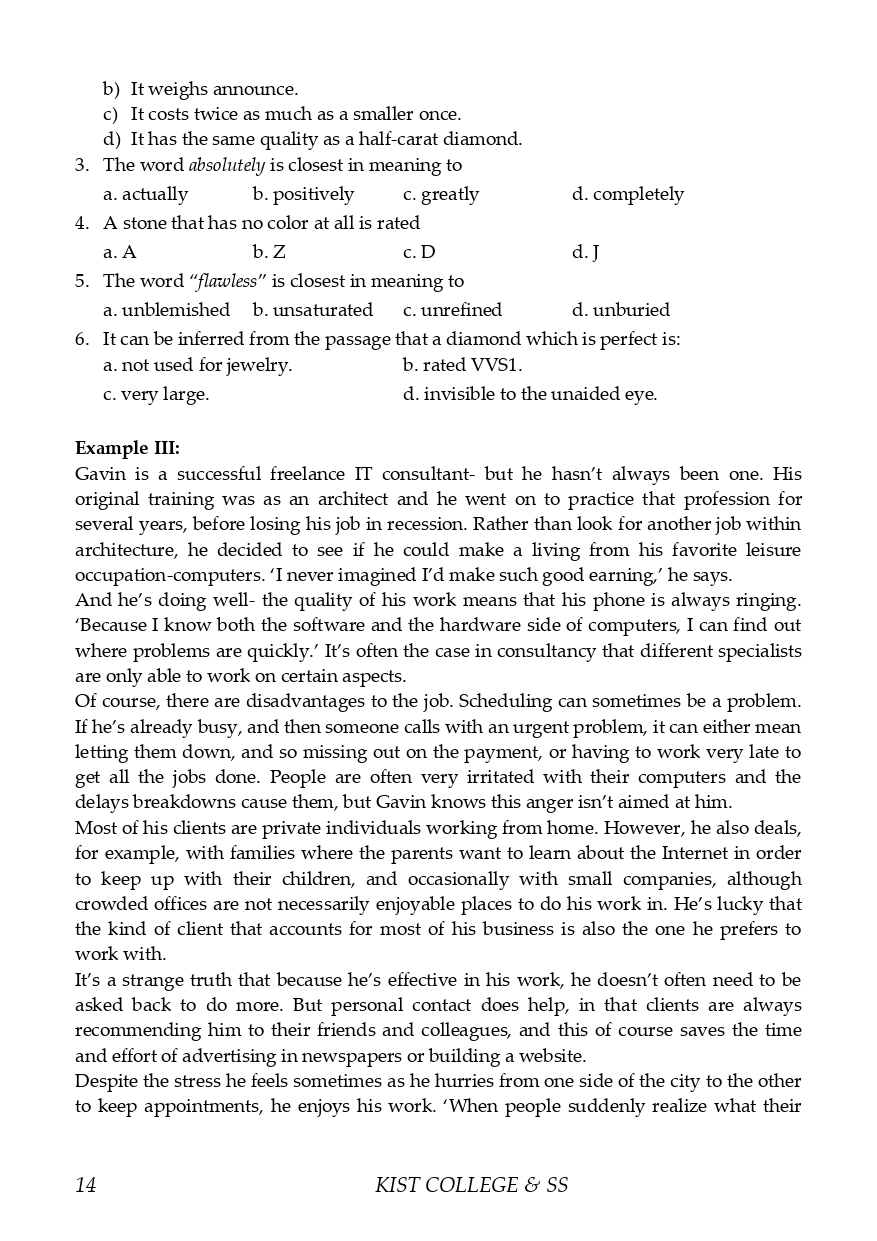 b) It weighs announce.
c) It costs twice as much as a smaller once.
d) It has the same quality as a half-carat diamond.
3. The word absolutely is closest in meaning to
a. actually b. positively c. greatly d. completely
4. A stone that has no color at all is rated
a. A b. Z c. D d. J
5. The word “flawless” is closest in meaning to
a. unblemished b. unsaturated c. unrefined d. unburied
6. It can be inferred from the passage that a diamond which is perfect is:
a. not used for jewelry. b. rated VVS1.
c. very large. d. invisible to the unaided eye.
Example III:
Gavin is a successful freelance IT consultant- but he hasn’t always been one. His
original training was as an architect and he went on to practice that profession for
several years, before losing his job in recession. Rather than look for another job within
architecture, he decided to see if he could make a living from his favorite leisure
occupation-computers. ‘I never imagined I’d make such good earning,’ he says.
And he’s doing well- the quality of his work means that his phone is always ringing.
‘Because I know both the software and the hardware side of computers, I can find out
where problems are quickly.’ It’s often the case in consultancy that different specialists
are only able to work on certain aspects.
Of course, there are disadvantages to the job. Scheduling can sometimes be a problem.
If he’s already busy, and then someone calls with an urgent problem, it can either mean
letting them down, and so missing out on the payment, or having to work very late to
get all the jobs done. People are often very irritated with their computers and the
delays breakdowns cause them, but Gavin knows this anger isn’t aimed at him.
Most of his clients are private individuals working from home. However, he also deals,
for example, with families where the parents want to learn about the Internet in order
to keep up with their children, and occasionally with small companies, although
crowded offices are not necessarily enjoyable places to do his work in. He’s lucky that
the kind of client that accounts for most of his business is also the one he prefers to
work with.
It’s a strange truth that because he’s effective in his work, he doesn’t often need to be
asked back to do more. But personal contact does help, in that clients are always
recommending him to their friends and colleagues, and this of course saves the time
and effort of advertising in newspapers or building a website.
Despite the stress he feels sometimes as he hurries from one side of the city to the other
to keep appointments, he enjoys his work. ‘When people suddenly realize what their
14 KIST COLLEGE & SS